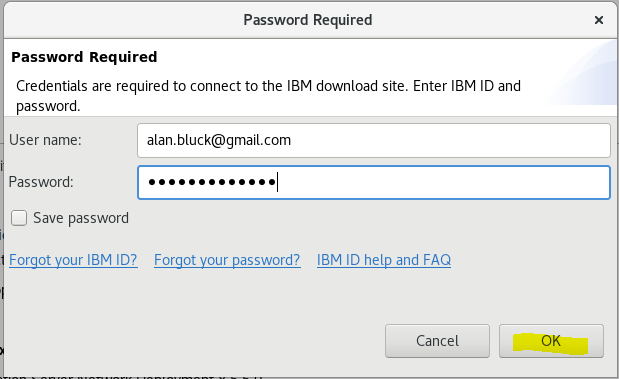 Password Required
Password Required
Credentials are required to connect to the IBM download site. Enter IBM ID and
password.
User name: alan.bluck@gmail.com
Password: •••••••••••••
Save password
Forgot your IBM ID? Forgot your password? IBM ID help and FAQ
Cancel OK